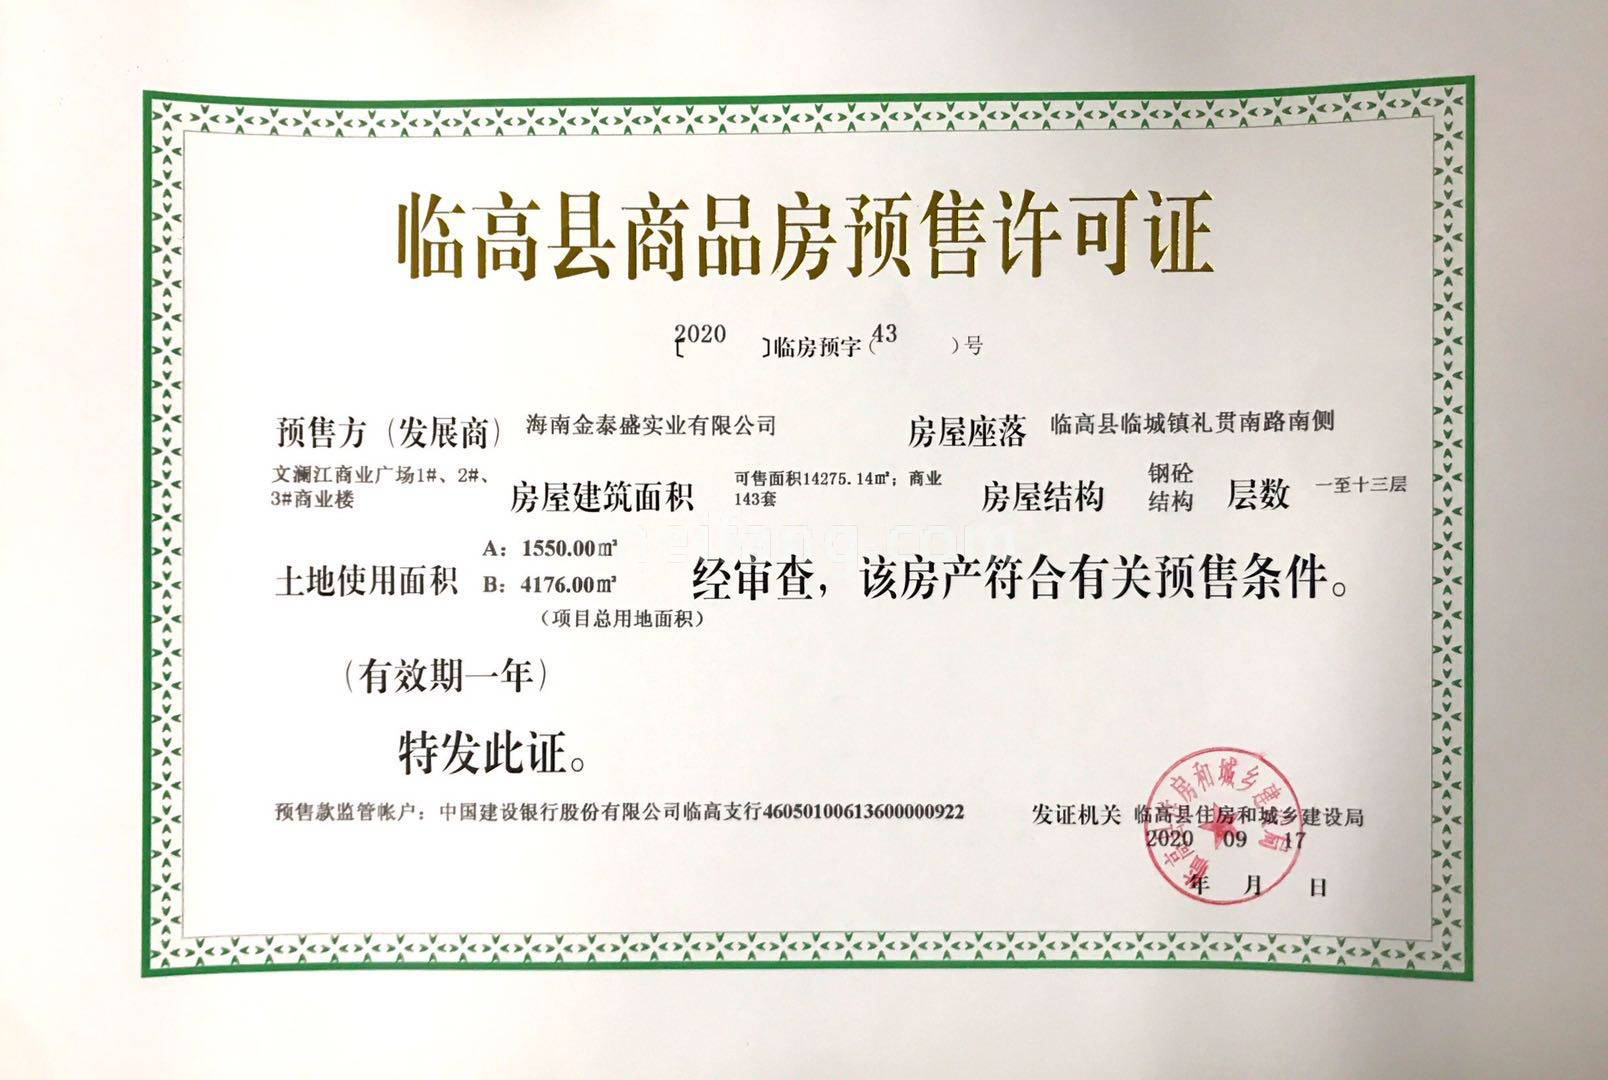 临高县商品房预售许可证
〔2020 〕临房预字（43 ）号
预售方（发展商） 海南金泰盛实业有限公司 房屋座落 临高县临城镇礼贯南路南侧
文澜江商业广场1#、2#、
3#商业楼 房屋建筑面积 可售面积14275.14㎡；商业
143套 房屋结构 钢砼
结构 层数 一至十三层
土地使用面积 A：1550.00㎡
B：4176.00㎡
（项目总用地面积）
经审查，该房产符合有关预售条件。
（有效期一年）
特发此证。
预售款监管帐户：中国建设银行股份有限公司临高支行46050100613600000922
发证机关 临高县住房和城乡建设局
2020 09 17
年 月 日